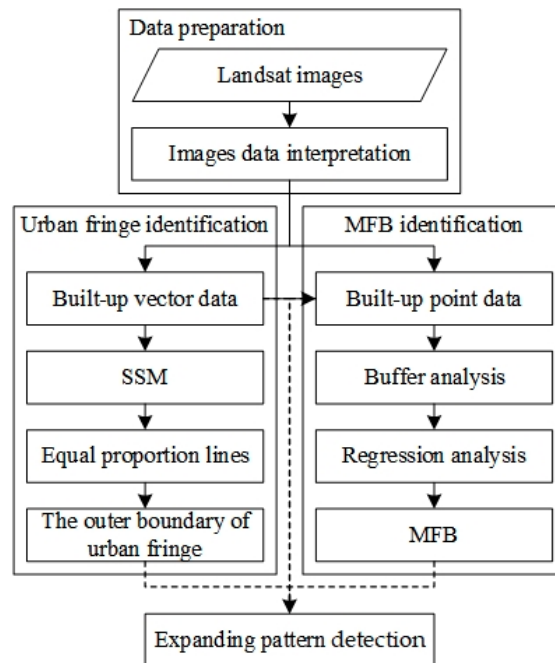 Data preparation
Landsat images
Images data interpretation
Urban fringe identification
Built-up vector data
SSM
Equal proportion lines
The outer boundary of
urban fringe
MFB identification
Built-up point data
Buffer analysis
Regression analysis
MFB
Expanding pattern detection